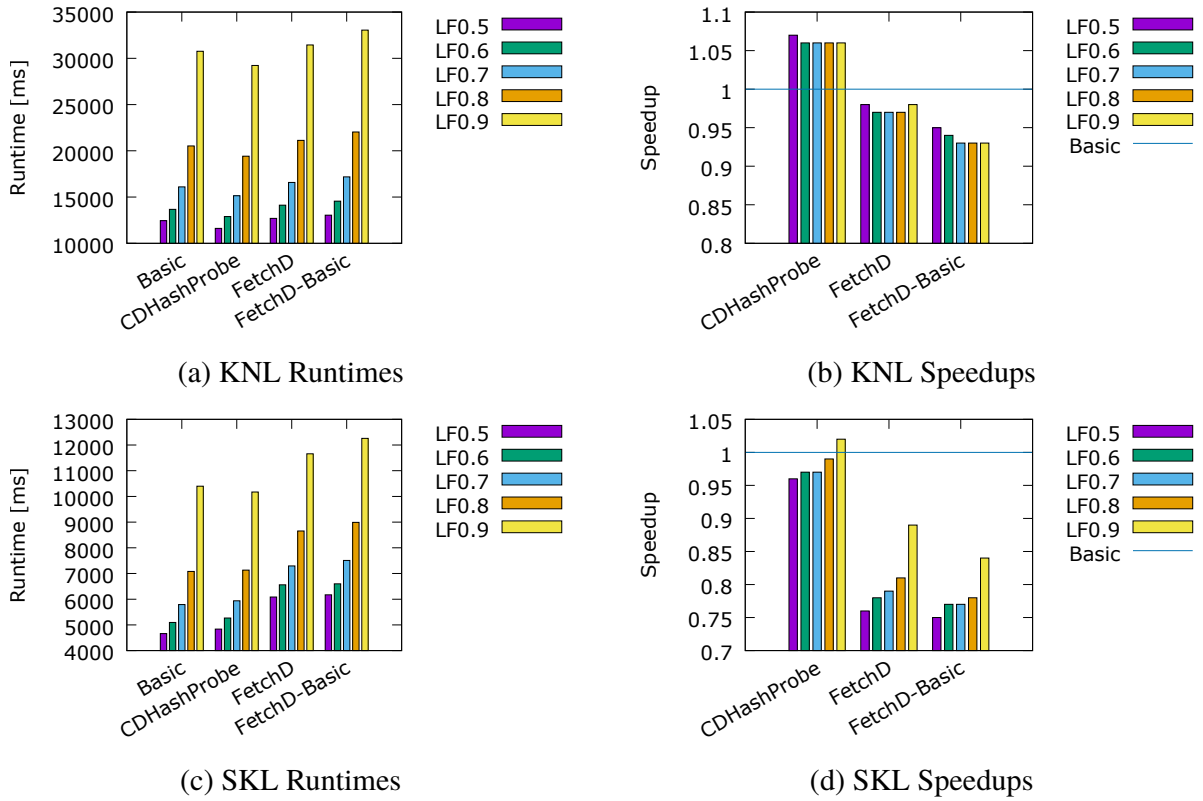 Runtime [ms]
35000
30000
25000
20000
15000
10000
Basic
CDHashProbe
FetchD
FetchD-Basic
LF0.5
LF0.6
LF0.7
LF0.8
LF0.9
(a) KNL Runtimes
Speedup
1.1
1.05
1
0.95
0.9
0.85
0.8
CDHashProbe
FetchD
FetchD-Basic
LF0.5
LF0.6
LF0.7
LF0.8
LF0.9
Basic
(b) KNL Speedups
Runtime [ms]
13000
12000
11000
10000
9000
8000
7000
6000
5000
4000
Basic
CDHashProbe
FetchD
FetchD-Basic
LF0.5
LF0.6
LF0.7
LF0.8
LF0.9
(c) SKL Runtimes
Speedup
1.05
1
0.95
0.9
0.85
0.8
0.75
0.7
CDHashProbe
FetchD
FetchD-Basic
LF0.5
LF0.6
LF0.7
LF0.8
LF0.9
Basic
(d) SKL Speedups